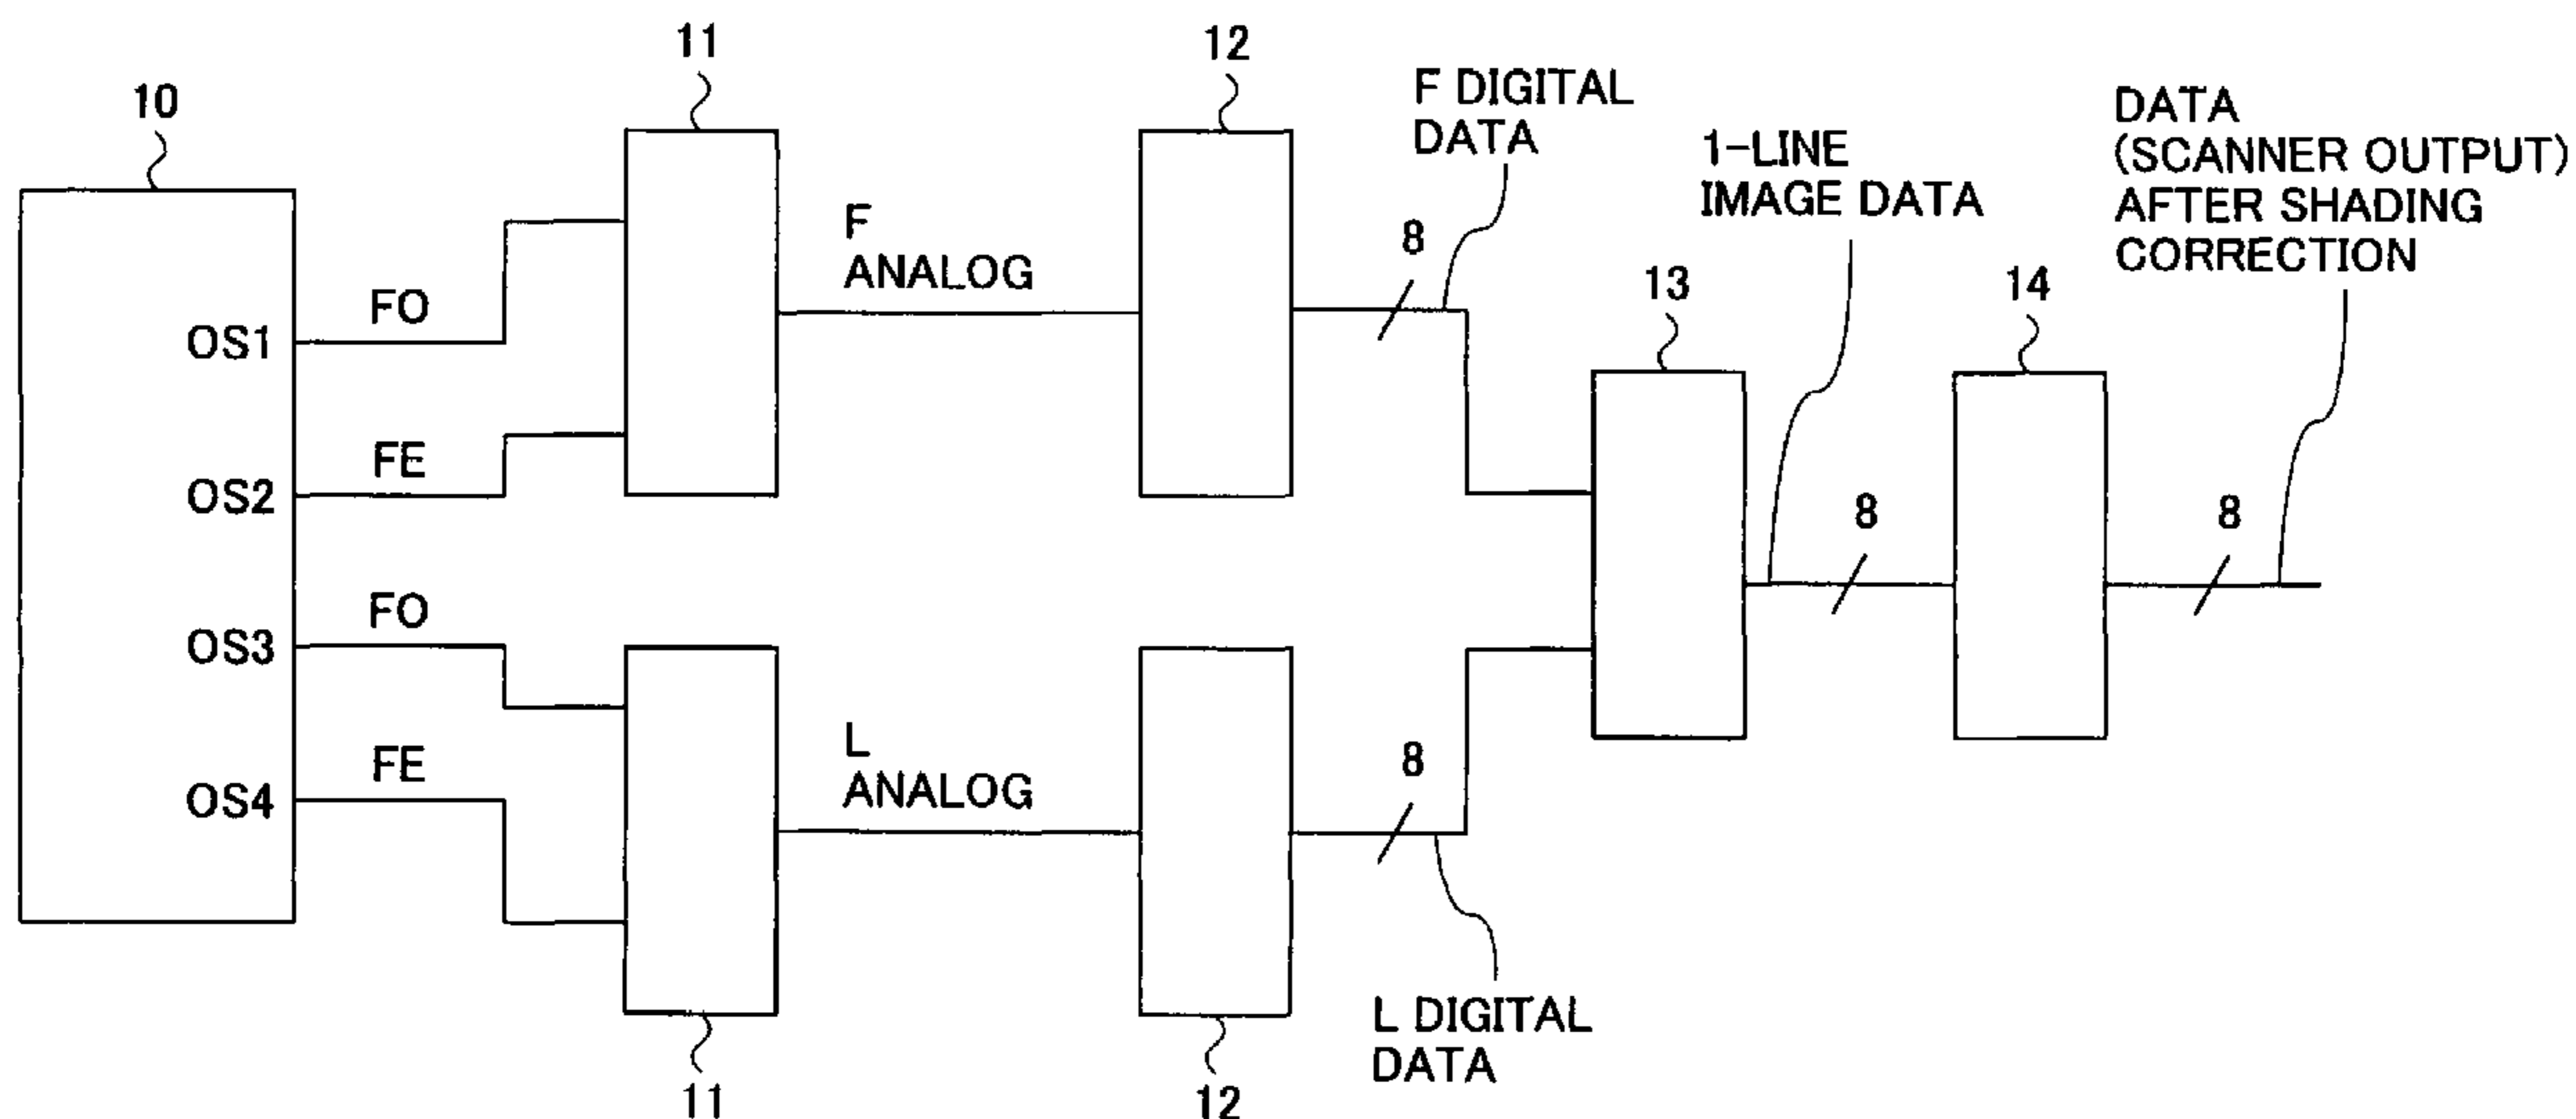 10
11
12
F DIGITAL
DATA
1-LINE
IMAGE DATA
DATA
(SCANNER OUTPUT)
AFTER SHADING
CORRECTION
F
ANALOG
8
13
14
OS1
FO
OS2
FE
8
8
OS3
FO
OS4
FE
L
ANALOG
8
L DIGITAL
DATA
11
12